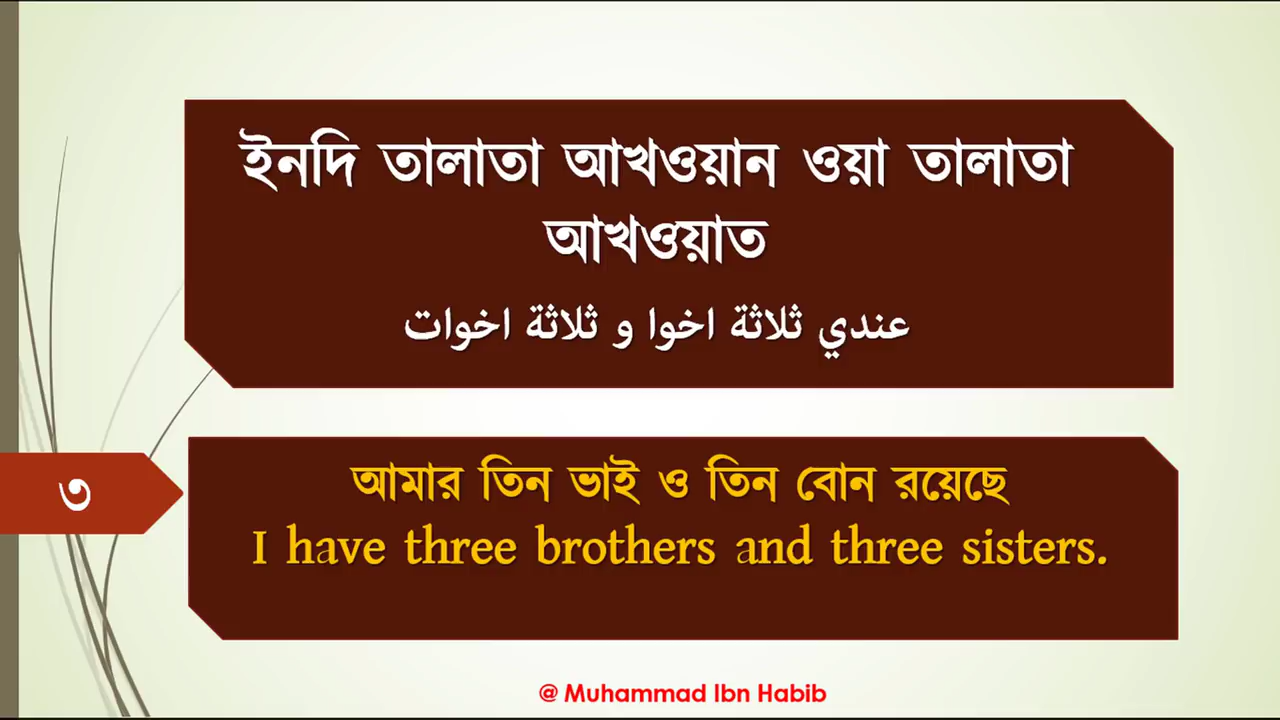 ইনদি তালাতা আখওয়ান ওয়া তালাতা
আখওয়াত
عندي ثلاثة اخوا و ثلاثة اخوات
৩
আমার তিন ভাই ও তিন বোন রয়েছে
I have three brothers and three sisters.
@ Muhammad Ibn Habib